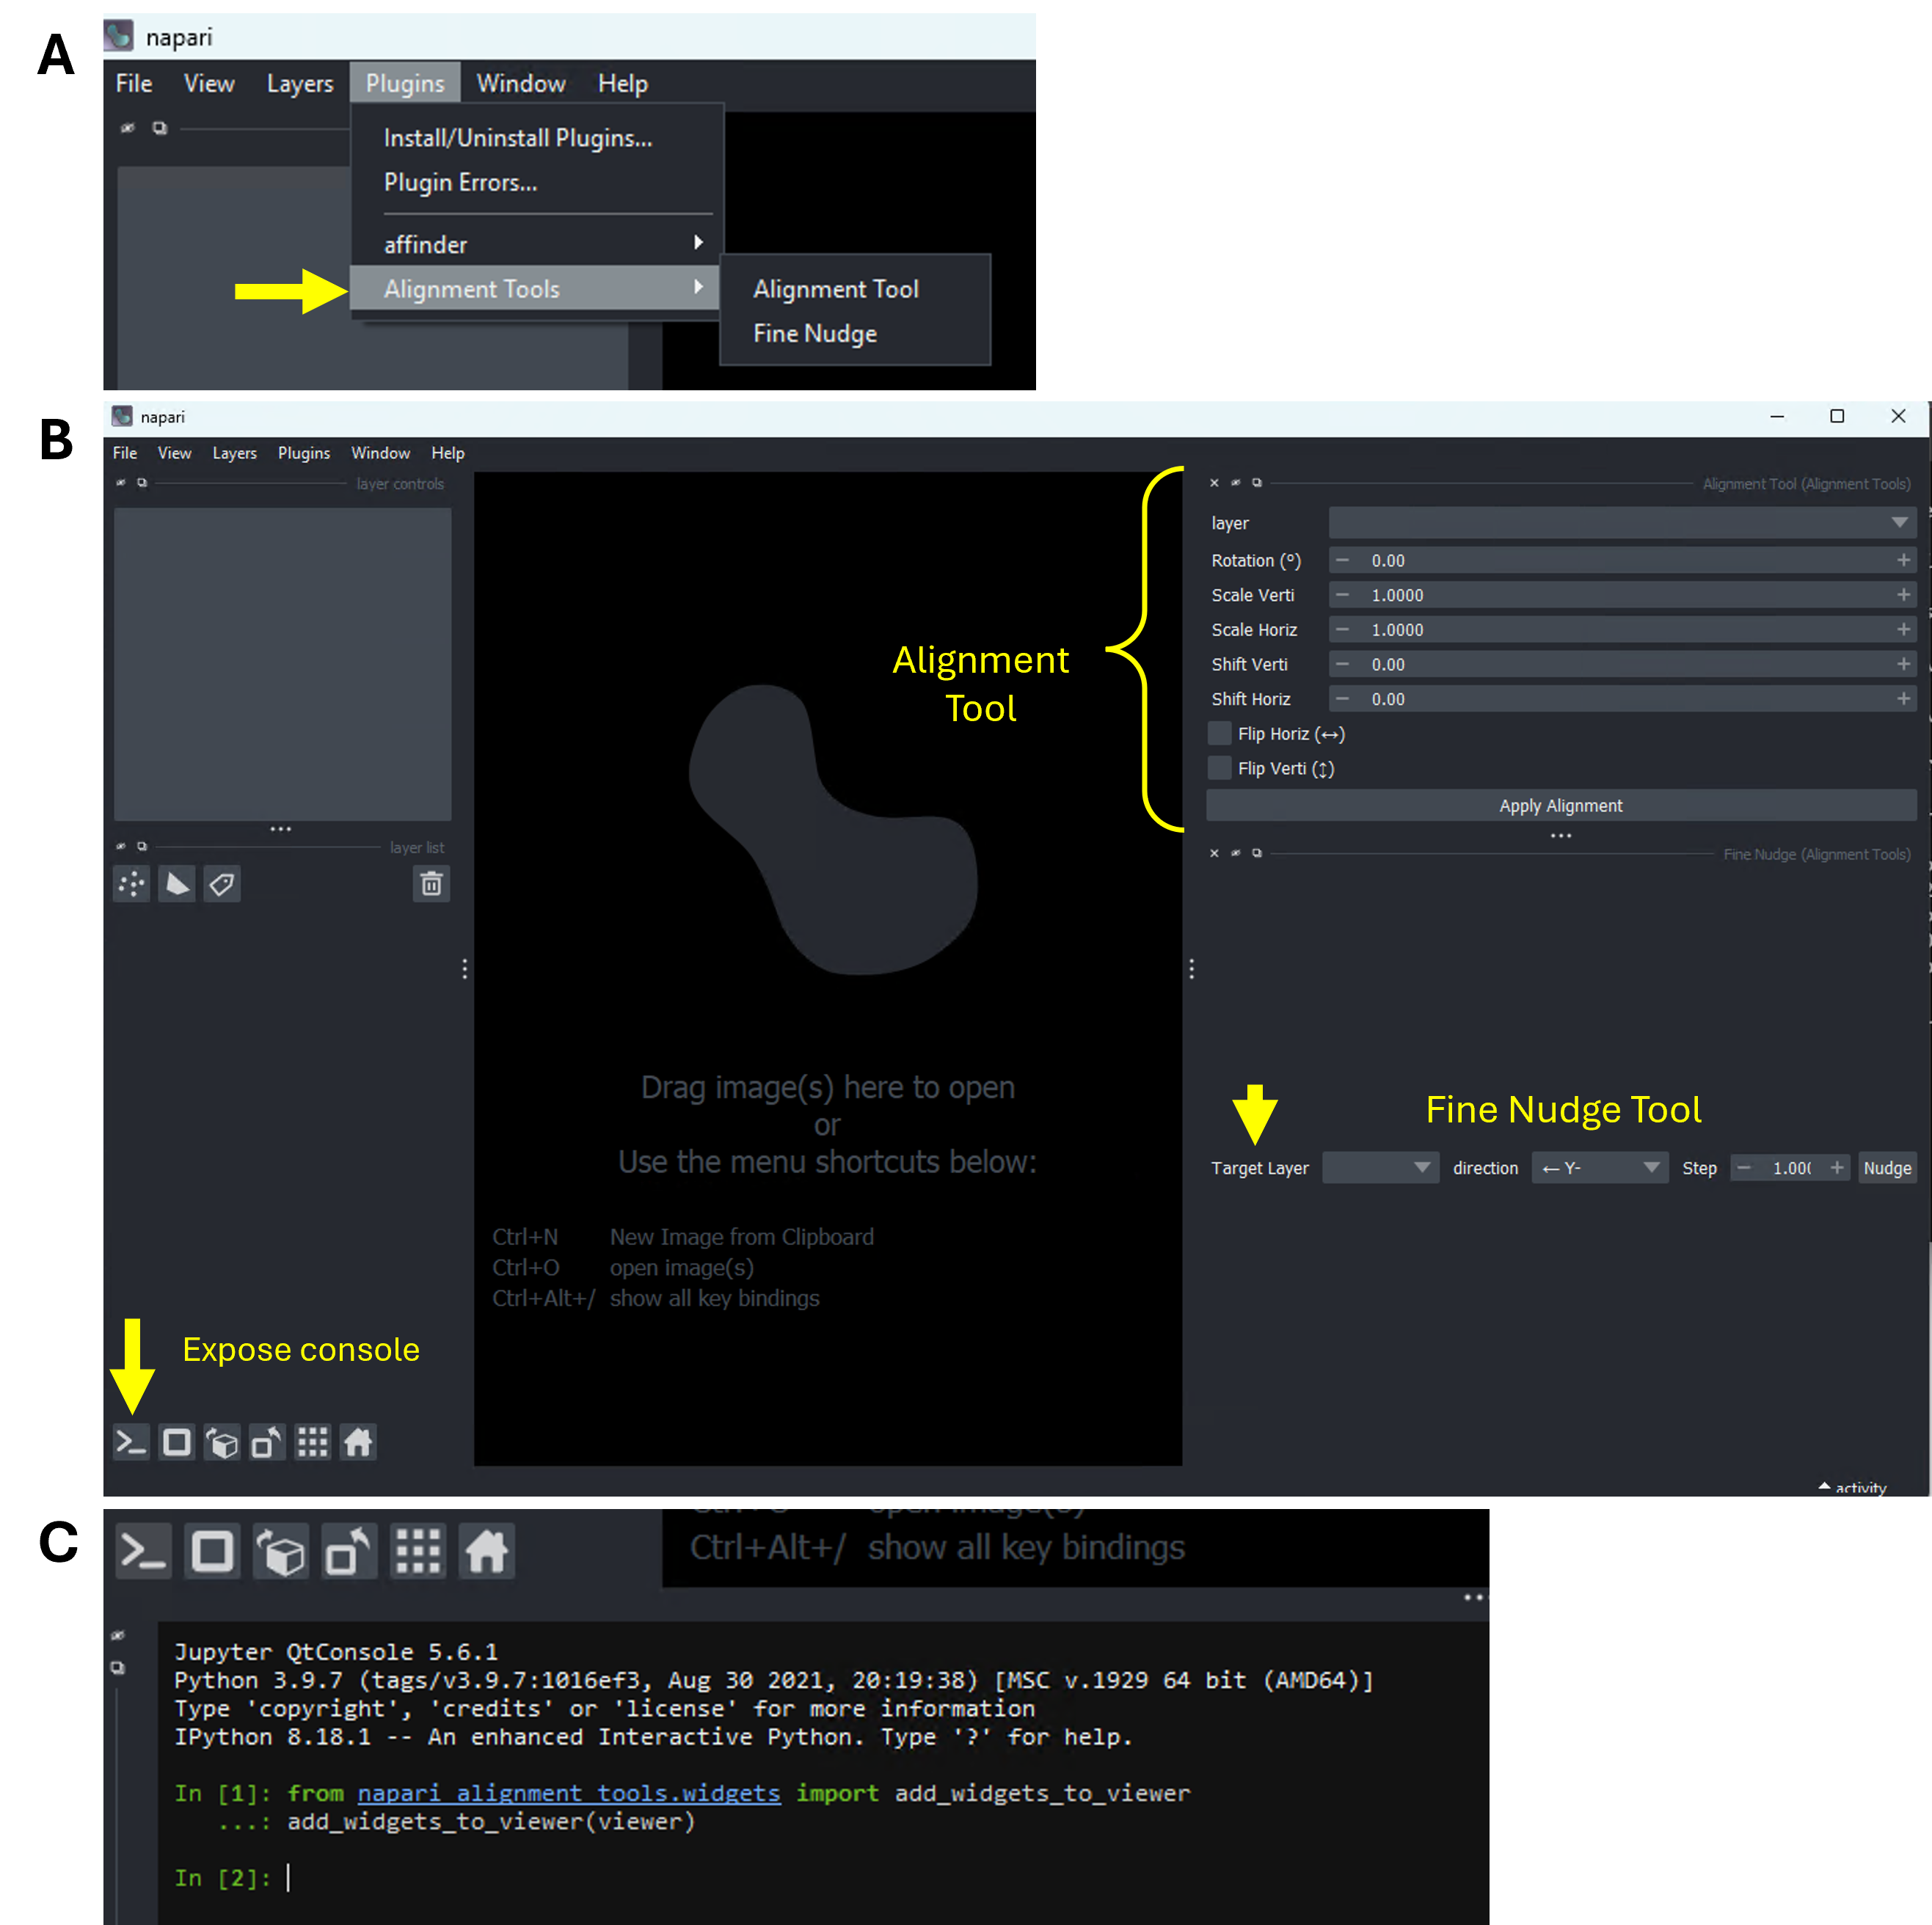 A
napari
File View Layers Plugins Window Help
Install/Uninstall Plugins...
Plugin Errors...
affinder
Alignment Tools
Alignment Tool
Fine Nudge
B
napari
File View Layers Plugins Window Help
layer controls
layer list
Expose console
Alignment
Tool
Drag image(s) here to open
or
Use the menu shortcuts below:
Ctrl+N New Image from Clipboard
Ctrl+O open image(s)
Ctrl+Alt+/ show all key bindings
Alignment Tool (Alignment Tools)
layer
Rotation (º) 0.00
Scale Verti 1.0000
Scale Horiz 1.0000
Shift Verti 0.00
Shift Horiz 0.00
Flip Horiz (↔)
Flip Verti (↕)
Apply Alignment
Fine Nudge (Alignment Tools)
Fine Nudge Tool
Target Layer direction ← Y- Step 1.00 Nudge
activity
C
Ctrl+Alt+/ show all key bindings
Jupyter QtConsole 5.6.1
Python 3.9.7 (tags/v3.9.7:1016ef3, Aug 30 2021, 20:19:38) [MSC v.1929 64 bit (AMD64)]
Type 'copyright', 'credits' or 'license' for more information
IPython 8.18.1 -- An enhanced Interactive Python. Type '?' for help.
In [1]: from napari_alignment_tools.widgets import add_widgets_to_viewer
...: add_widgets_to_viewer(viewer)
In [2]: